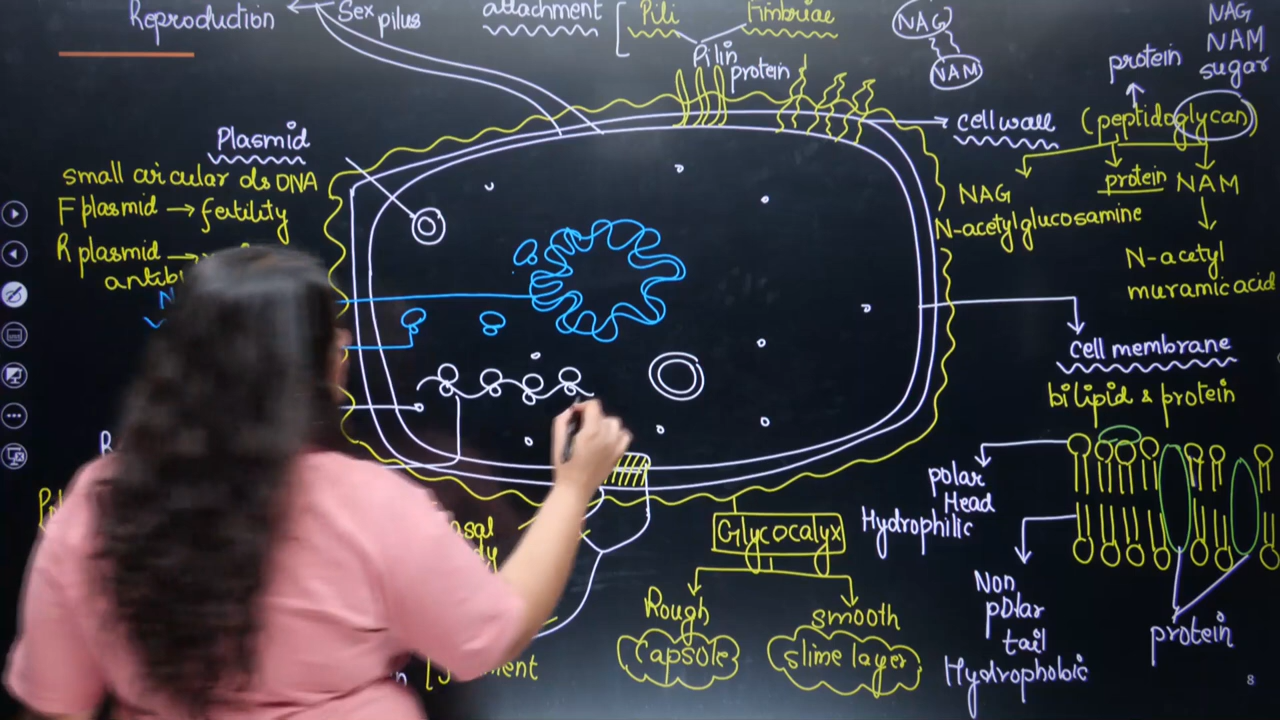 Reproduction
Sex pilus
attachment
Pili
Fimbriae
Pilin
protein
NAG
NAM
NAG
NAM
sugar
protein
cell wall
(peptidoglycan)
NAG
N-acetylglucosamine
protein
NAM
N-acetyl
muramic acid
Plasmid
small circular ds DNA
F plasmid → fertility
R plasmid →
cell membrane
bilipid & protein
polar
Head
Hydrophilic
Non
polar
tail
Hydrophobic
protein
Glycocalyx
Rough
Capsole
smooth
slime layer
8